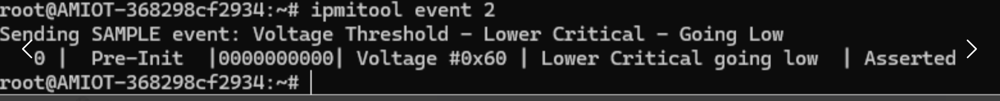 root@AMIOT-368298cf2934:~# ipmitool event 2
Sending SAMPLE event: Voltage Threshold - Lower Critical - Going Low
   0 |  Pre-Init  |0000000000| Voltage #0x60 | Lower Critical going low  | Asserted
root@AMIOT-368298cf2934:~#